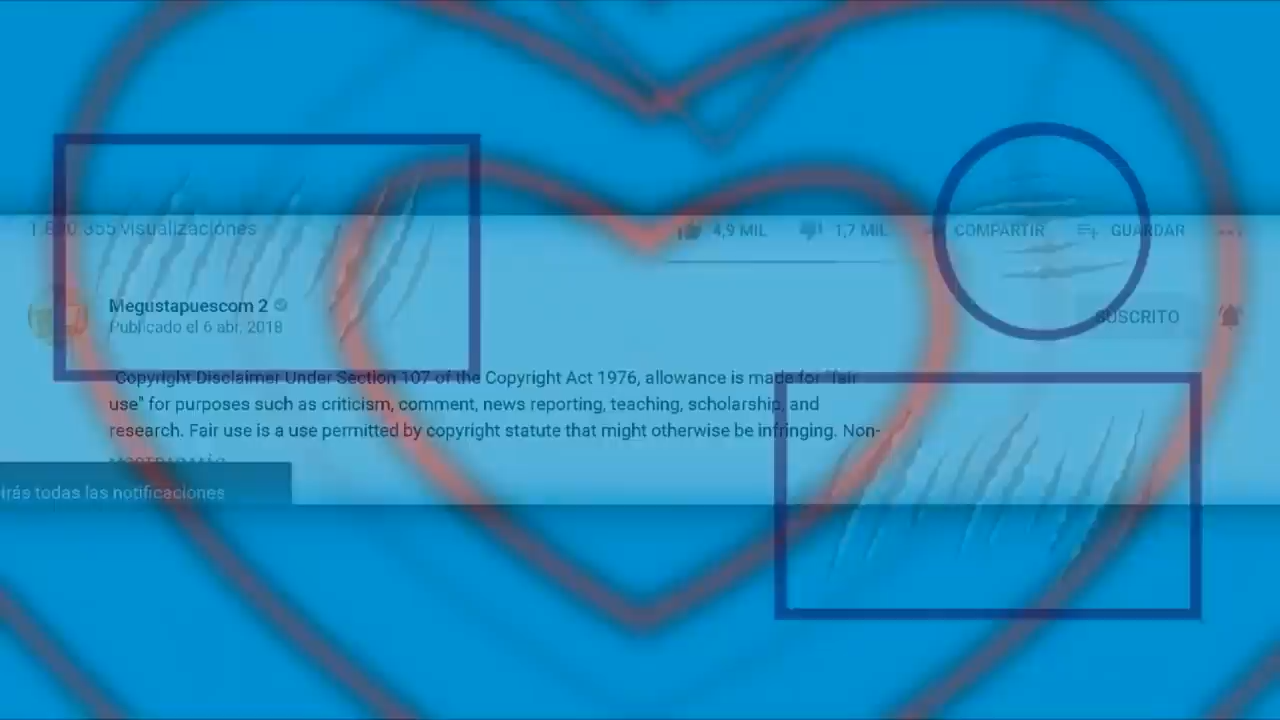 visualizaciones
4,9 MIL 1,7 MIL COMPARTIR GUARDAR
Megustapuescom 2
Publicado el 6 abr. 2018
SUSCRITO
Copyright Disclaimer Under Section 107 of the Copyright Act 1976, allowance is made for "fair
use" for purposes such as criticism, comment, news reporting, teaching, scholarship, and
research. Fair use is a use permitted by copyright statute that might otherwise be infringing. Non-
irás todas las notificaciones